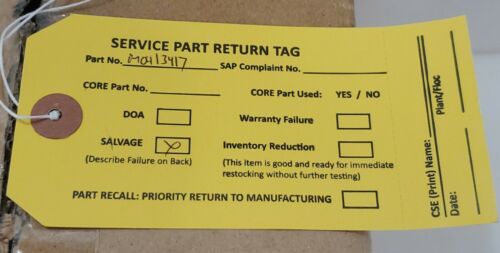 SERVICE PART RETURN TAG
Part No. M0413417 SAP Complaint No.
CORE Part No. CORE Part Used: YES / NO
DOA Warranty Failure
SALVAGE X Inventory Reduction
(Describe Failure on Back) (This item is good and ready for immediate
restocking without further testing)
PART RECALL: PRIORITY RETURN TO MANUFACTURING
CSE (Print) Name: Plant/Floc
Date: